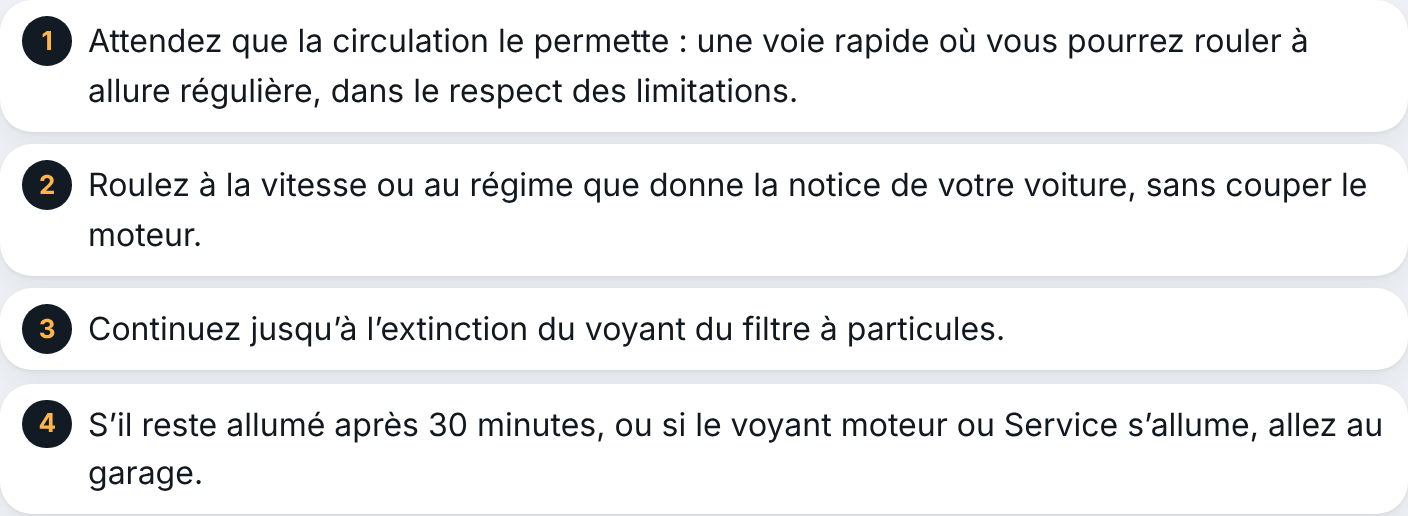 1 Attendez que la circulation le permette : une voie rapide où vous pourrez rouler à
allure régulière, dans le respect des limitations.
2 Roulez à la vitesse ou au régime que donne la notice de votre voiture, sans couper le
moteur.
3 Continuez jusqu’à l’extinction du voyant du filtre à particules.
4 S’il reste allumé après 30 minutes, ou si le voyant moteur ou Service s’allume, allez au
garage.